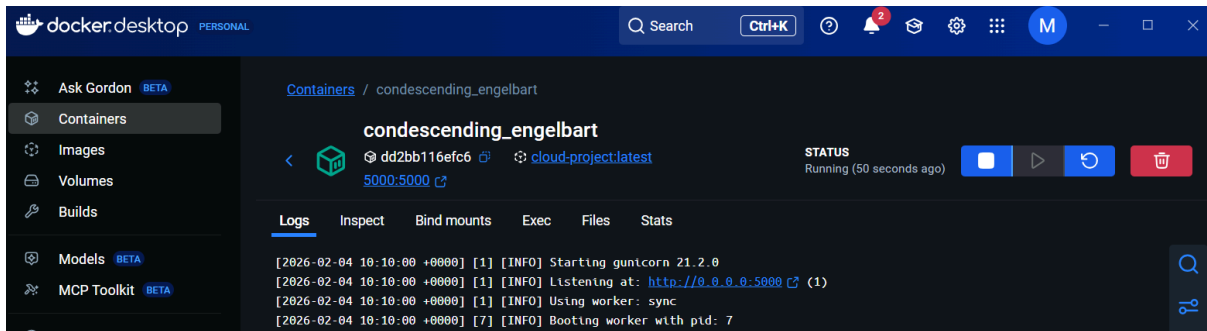 docker.desktop PERSONAL
Search Ctrl+K
2
M
Ask Gordon BETA
Containers
Images
Volumes
Builds
Models BETA
MCP Toolkit BETA
Containers / condescending_engelbart
condescending_engelbart
dd2bb116efc6 cloud-project:latest
5000:5000
STATUS
Running (50 seconds ago)
Logs Inspect Bind mounts Exec Files Stats
[2026-02-04 10:10:00 +0000] [1] [INFO] Starting gunicorn 21.2.0
[2026-02-04 10:10:00 +0000] [1] [INFO] Listening at: http://0.0.0.0:5000 (1)
[2026-02-04 10:10:00 +0000] [1] [INFO] Using worker: sync
[2026-02-04 10:10:00 +0000] [7] [INFO] Booting worker with pid: 7